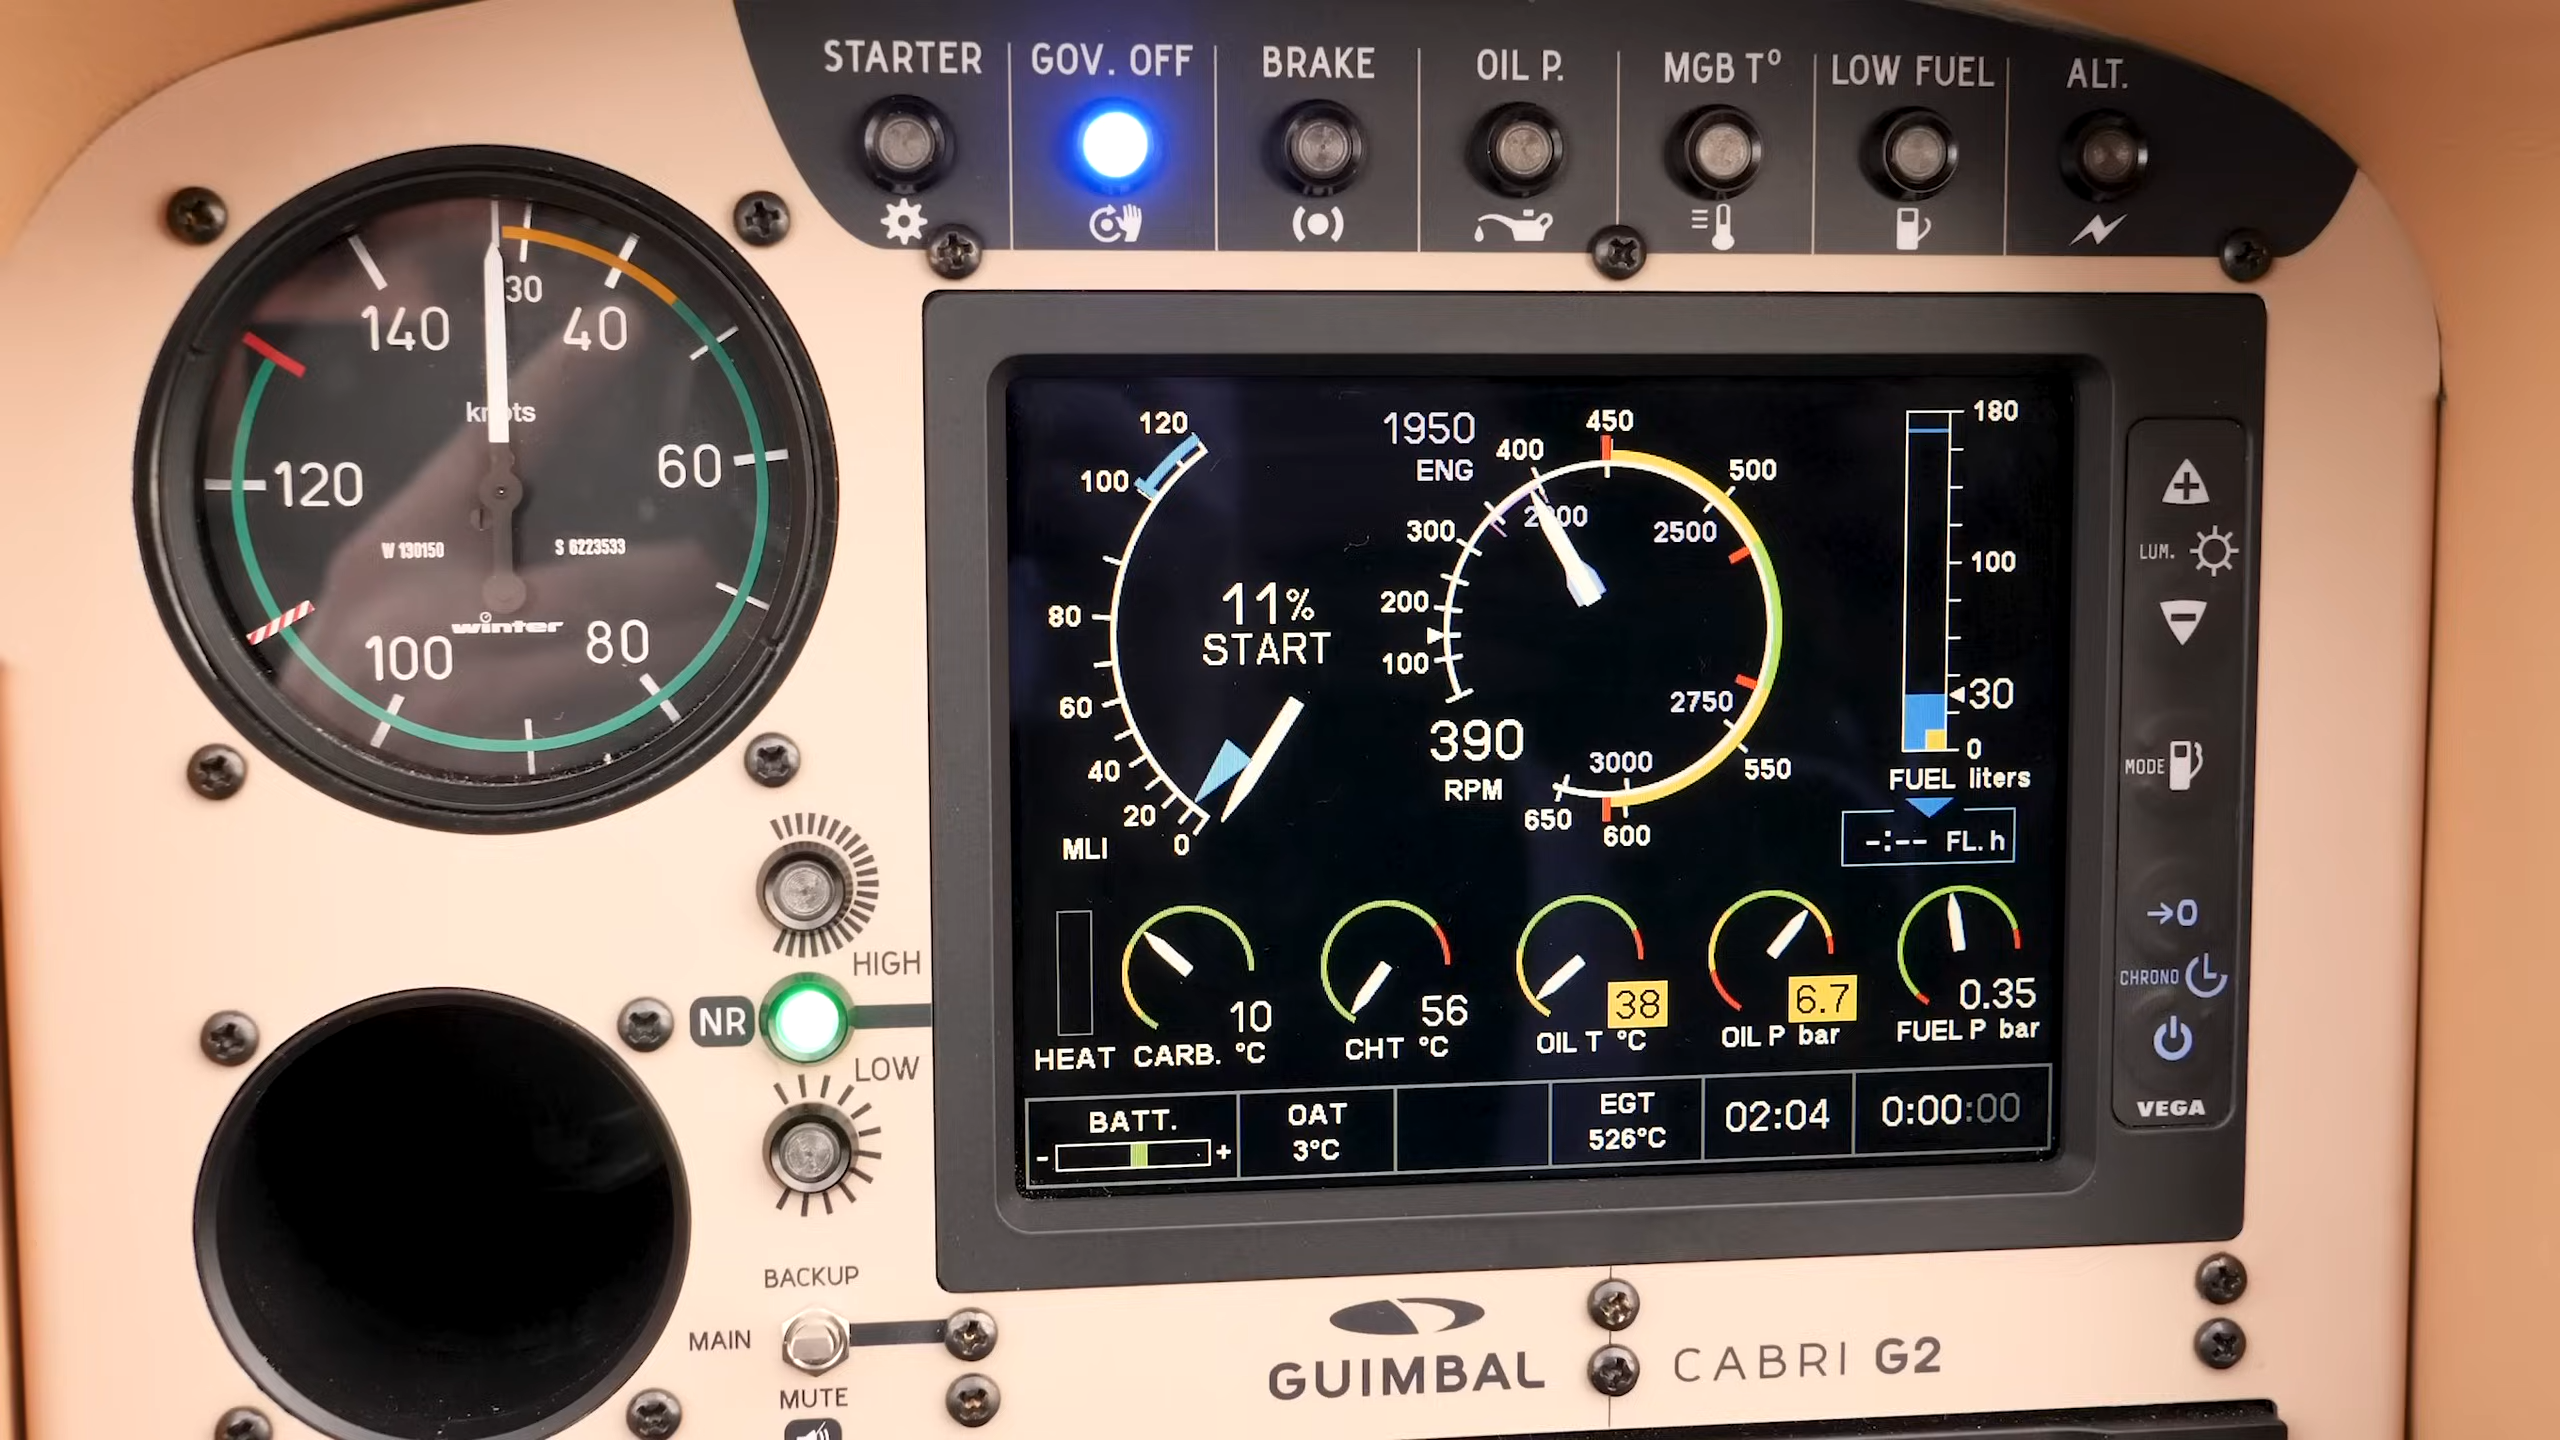 STARTER
GOV. OFF
BRAKE
OIL P.
MGB T°
LOW FUEL
ALT.
30
40
60
80
100
120
140
knots
W 130150
S 6223533
winter
120
100
80
60
40
20
0
MLI
11%
START
1950
ENG
450
400
500
300
2000
2500
200
100
2750
390
RPM
3000
550
650
600
180
100
30
0
FUEL liters
-:-- FL.h
LUM.
MODE
→0
CHRONO
VEGA
HIGH
NR
LOW
10
HEAT CARB. °C
56
CHT °C
38
OIL T °C
6.7
OIL P bar
0.35
FUEL P bar
BATT.
- +
OAT
3°C
EGT
526°C
02:04
0:00:00
BACKUP
MAIN
MUTE
GUIMBAL
CABRI G2